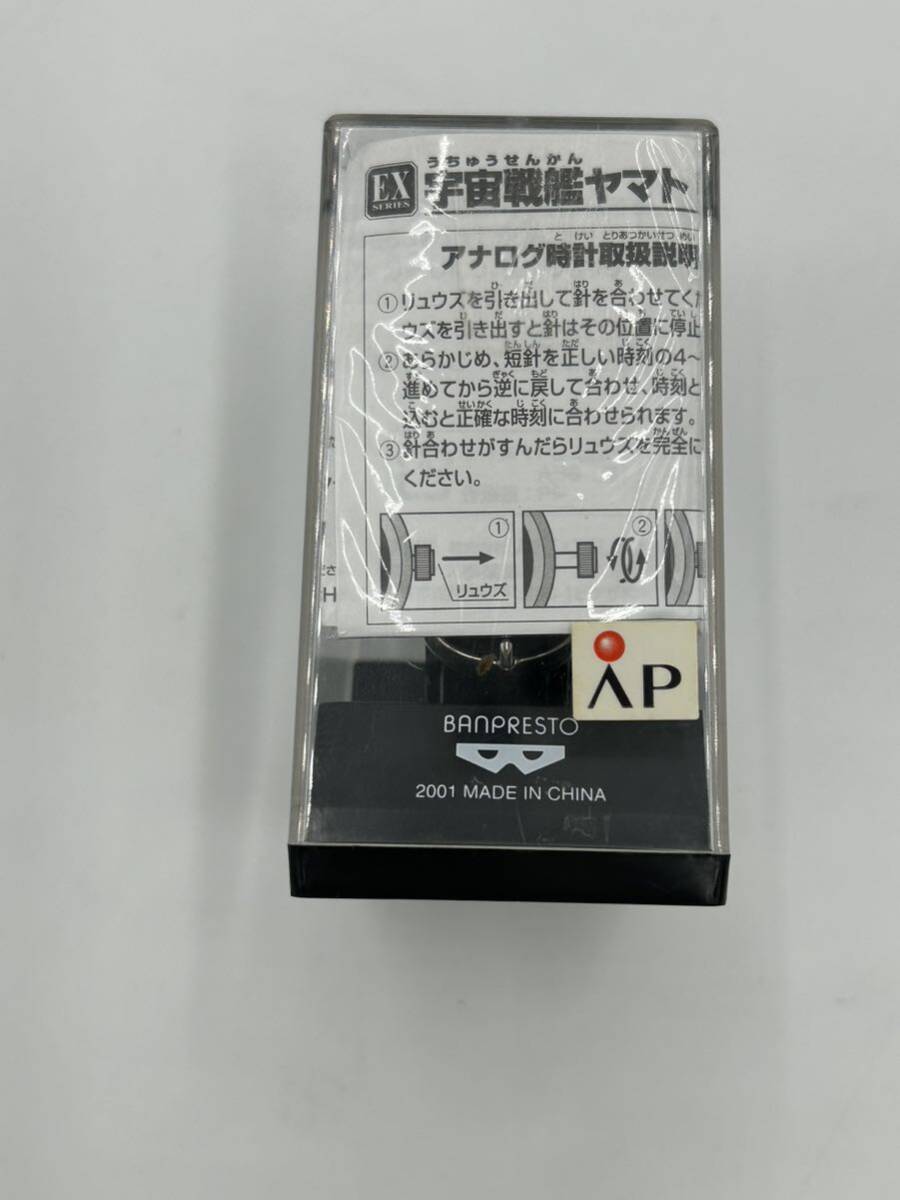 うちゅうせんかん
EX
SERIES
宇宙戦艦ヤマト
とけいとりあつかいせつめい
アナログ時計取扱説明
①リュウズを引き出して針を合わせてくだ
ウズを引き出すと針はその位置に停止
②あらかじめ、短針を正しい時刻の4〜
進めてから逆に戻して合わせ、時刻と
込むと正確な時刻に合わせられます。
③針合わせがすんだらリュウズを完全に
ください。
①
②
リュウズ
ださ
H
AP
BANPRESTO
2001 MADE IN CHINA